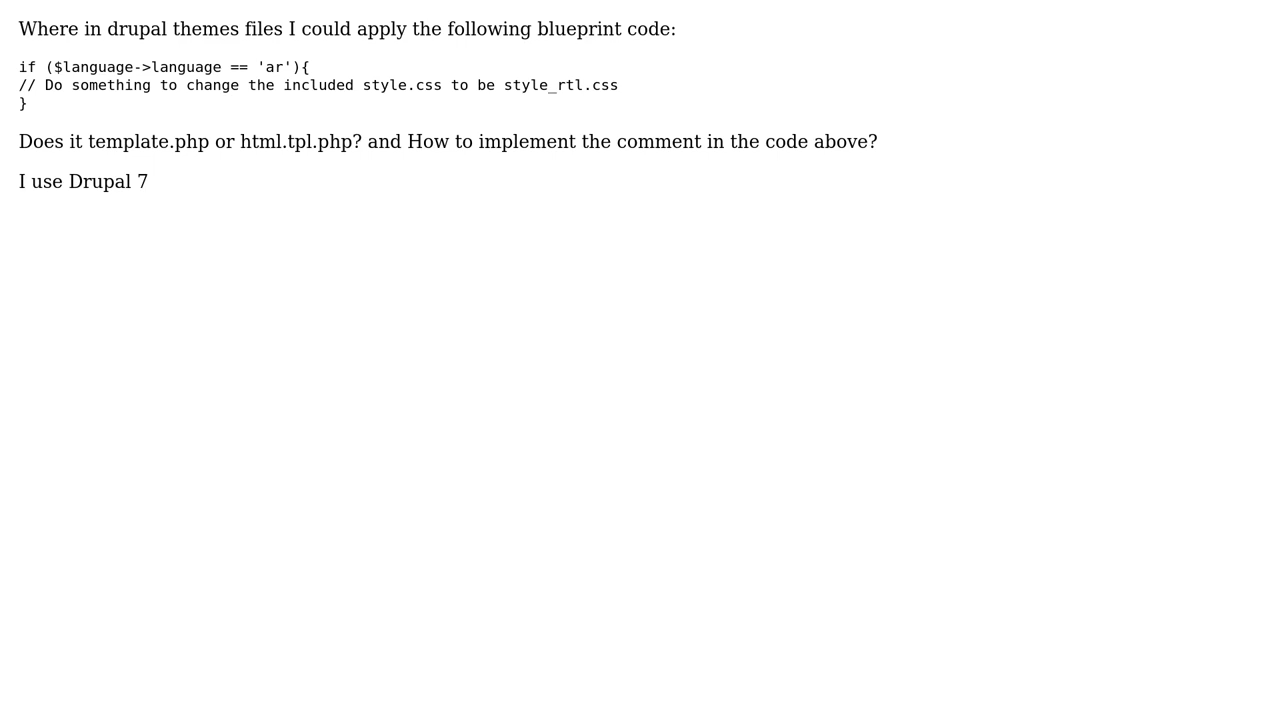 Where in drupal themes files I could apply the following blueprint code:
if ($language->language == 'ar'){
// Do something to change the included style.css to be style_rtl.css
}
Does it template.php or html.tpl.php? and How to implement the comment in the code above?
I use Drupal 7